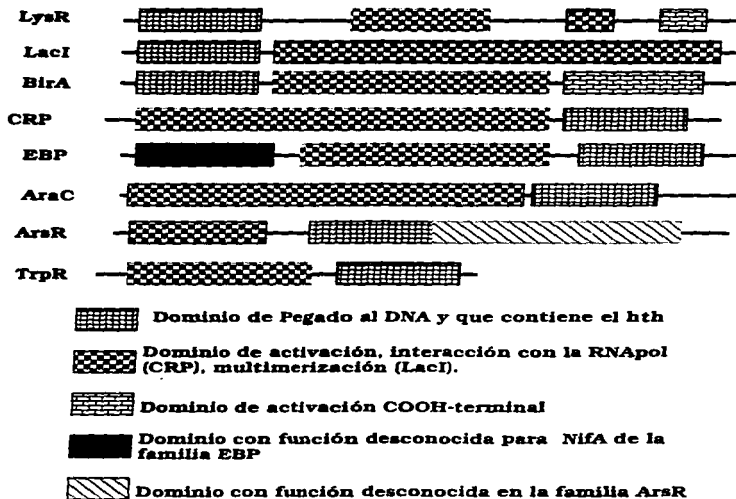 LysR
LacI
BirA
CRP
EBP
AraC
ArsR
TrpR
Dominio de Pegado al DNA y que contiene el hth
Dominio de activación, interacción con la RNApol
(CRP), multimerización (LacI).
Dominio de activación COOH-terminal
Dominio con función desconocida para NifA de la
familia EBP
Dominio con función desconocida en la familia ArsR